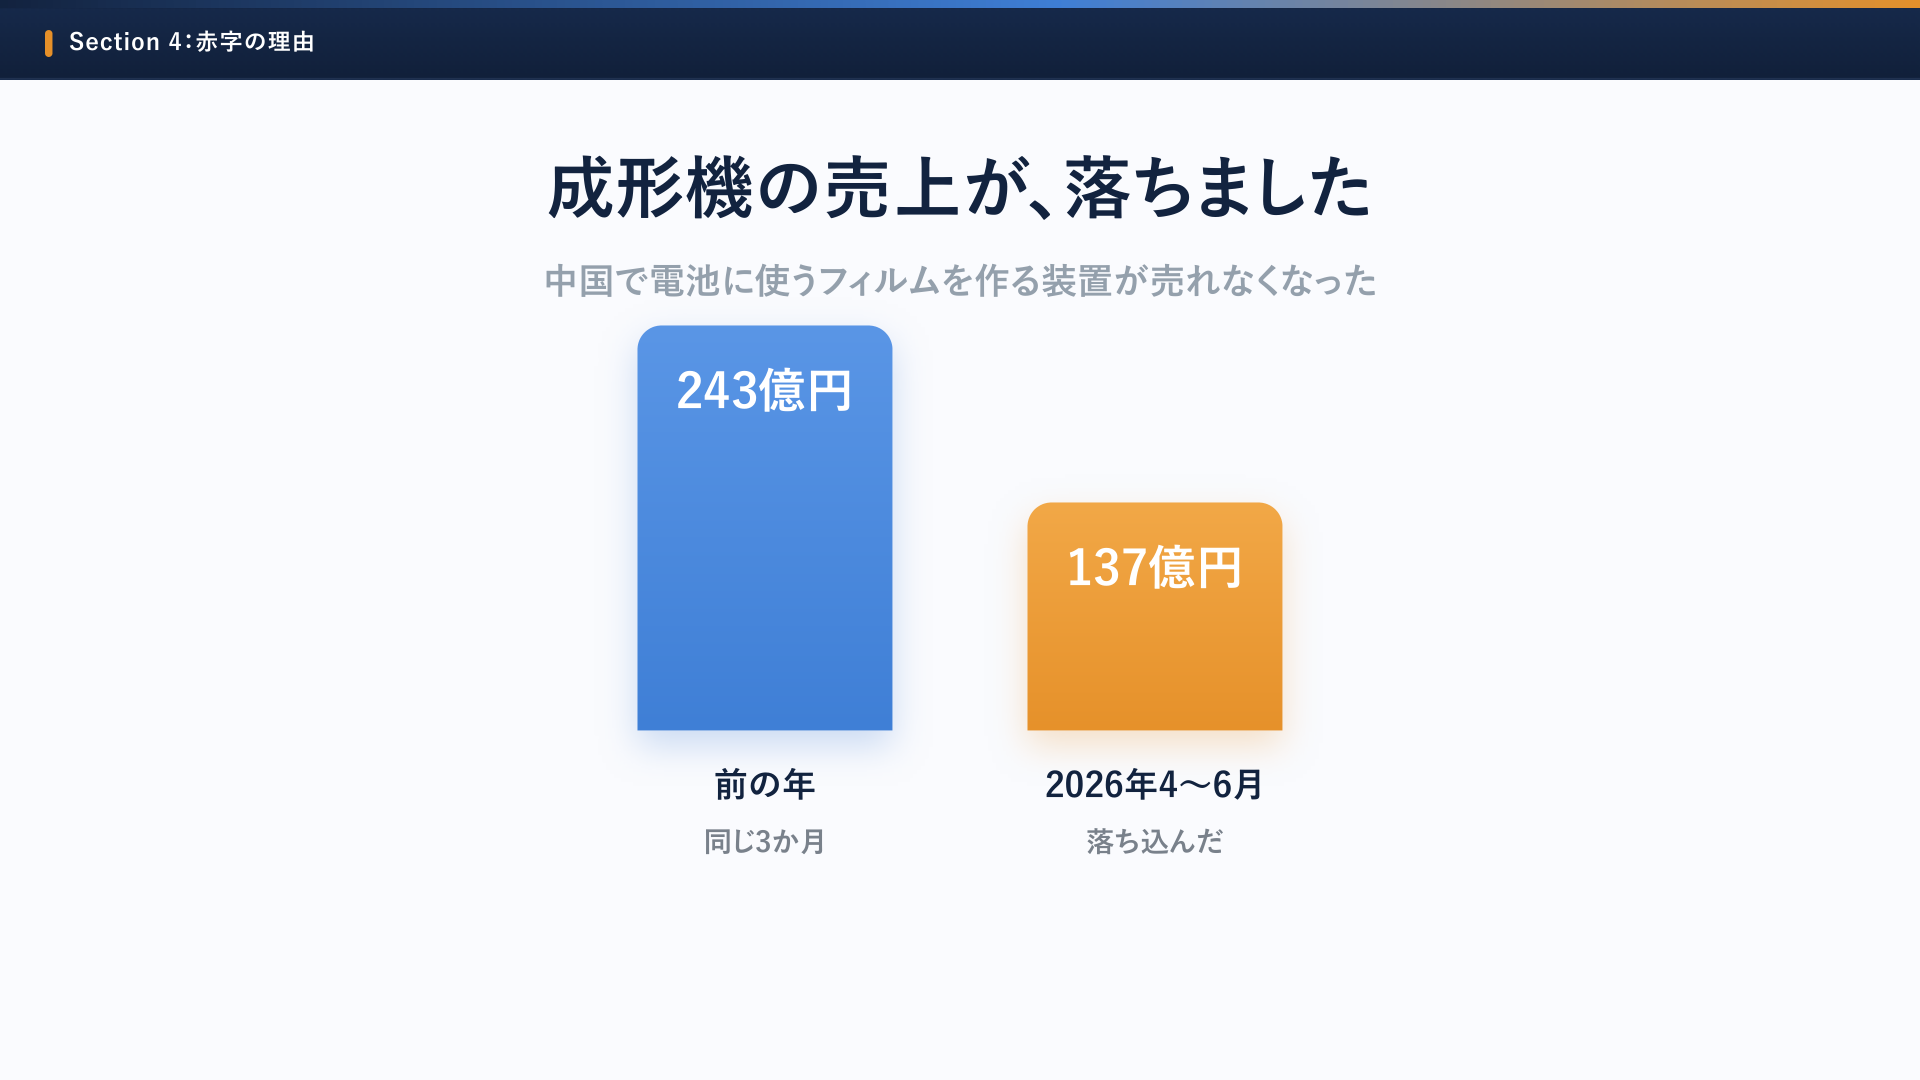 Section 4：赤字の理由
成形機の売上が、落ちました
中国で電池に使うフィルムを作る装置が売れなくなった
243億円
137億円
前の年
2026年4〜6月
同じ3か月
落ち込んだ